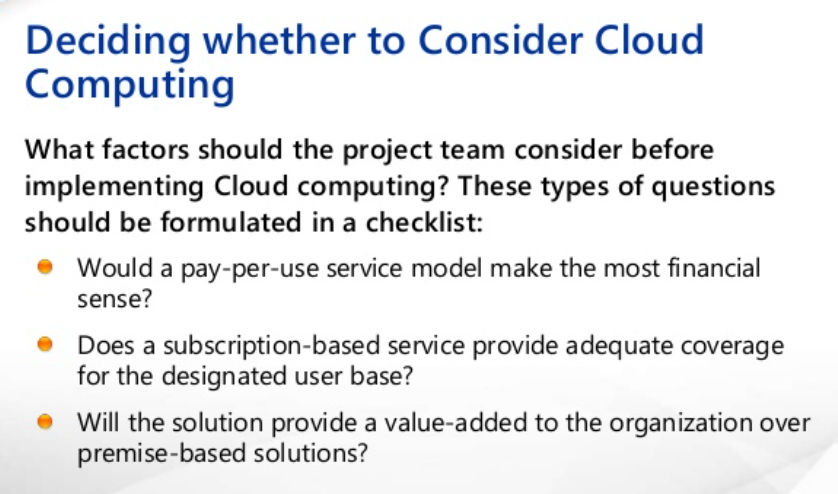 Deciding whether to Consider Cloud
Computing
What factors should the project team consider before
implementing Cloud computing? These types of questions
should be formulated in a checklist:
Would a pay-per-use service model make the most financial
sense?
Does a subscription-based service provide adequate coverage
for the designated user base?
Will the solution provide a value-added to the organization over
premise-based solutions?